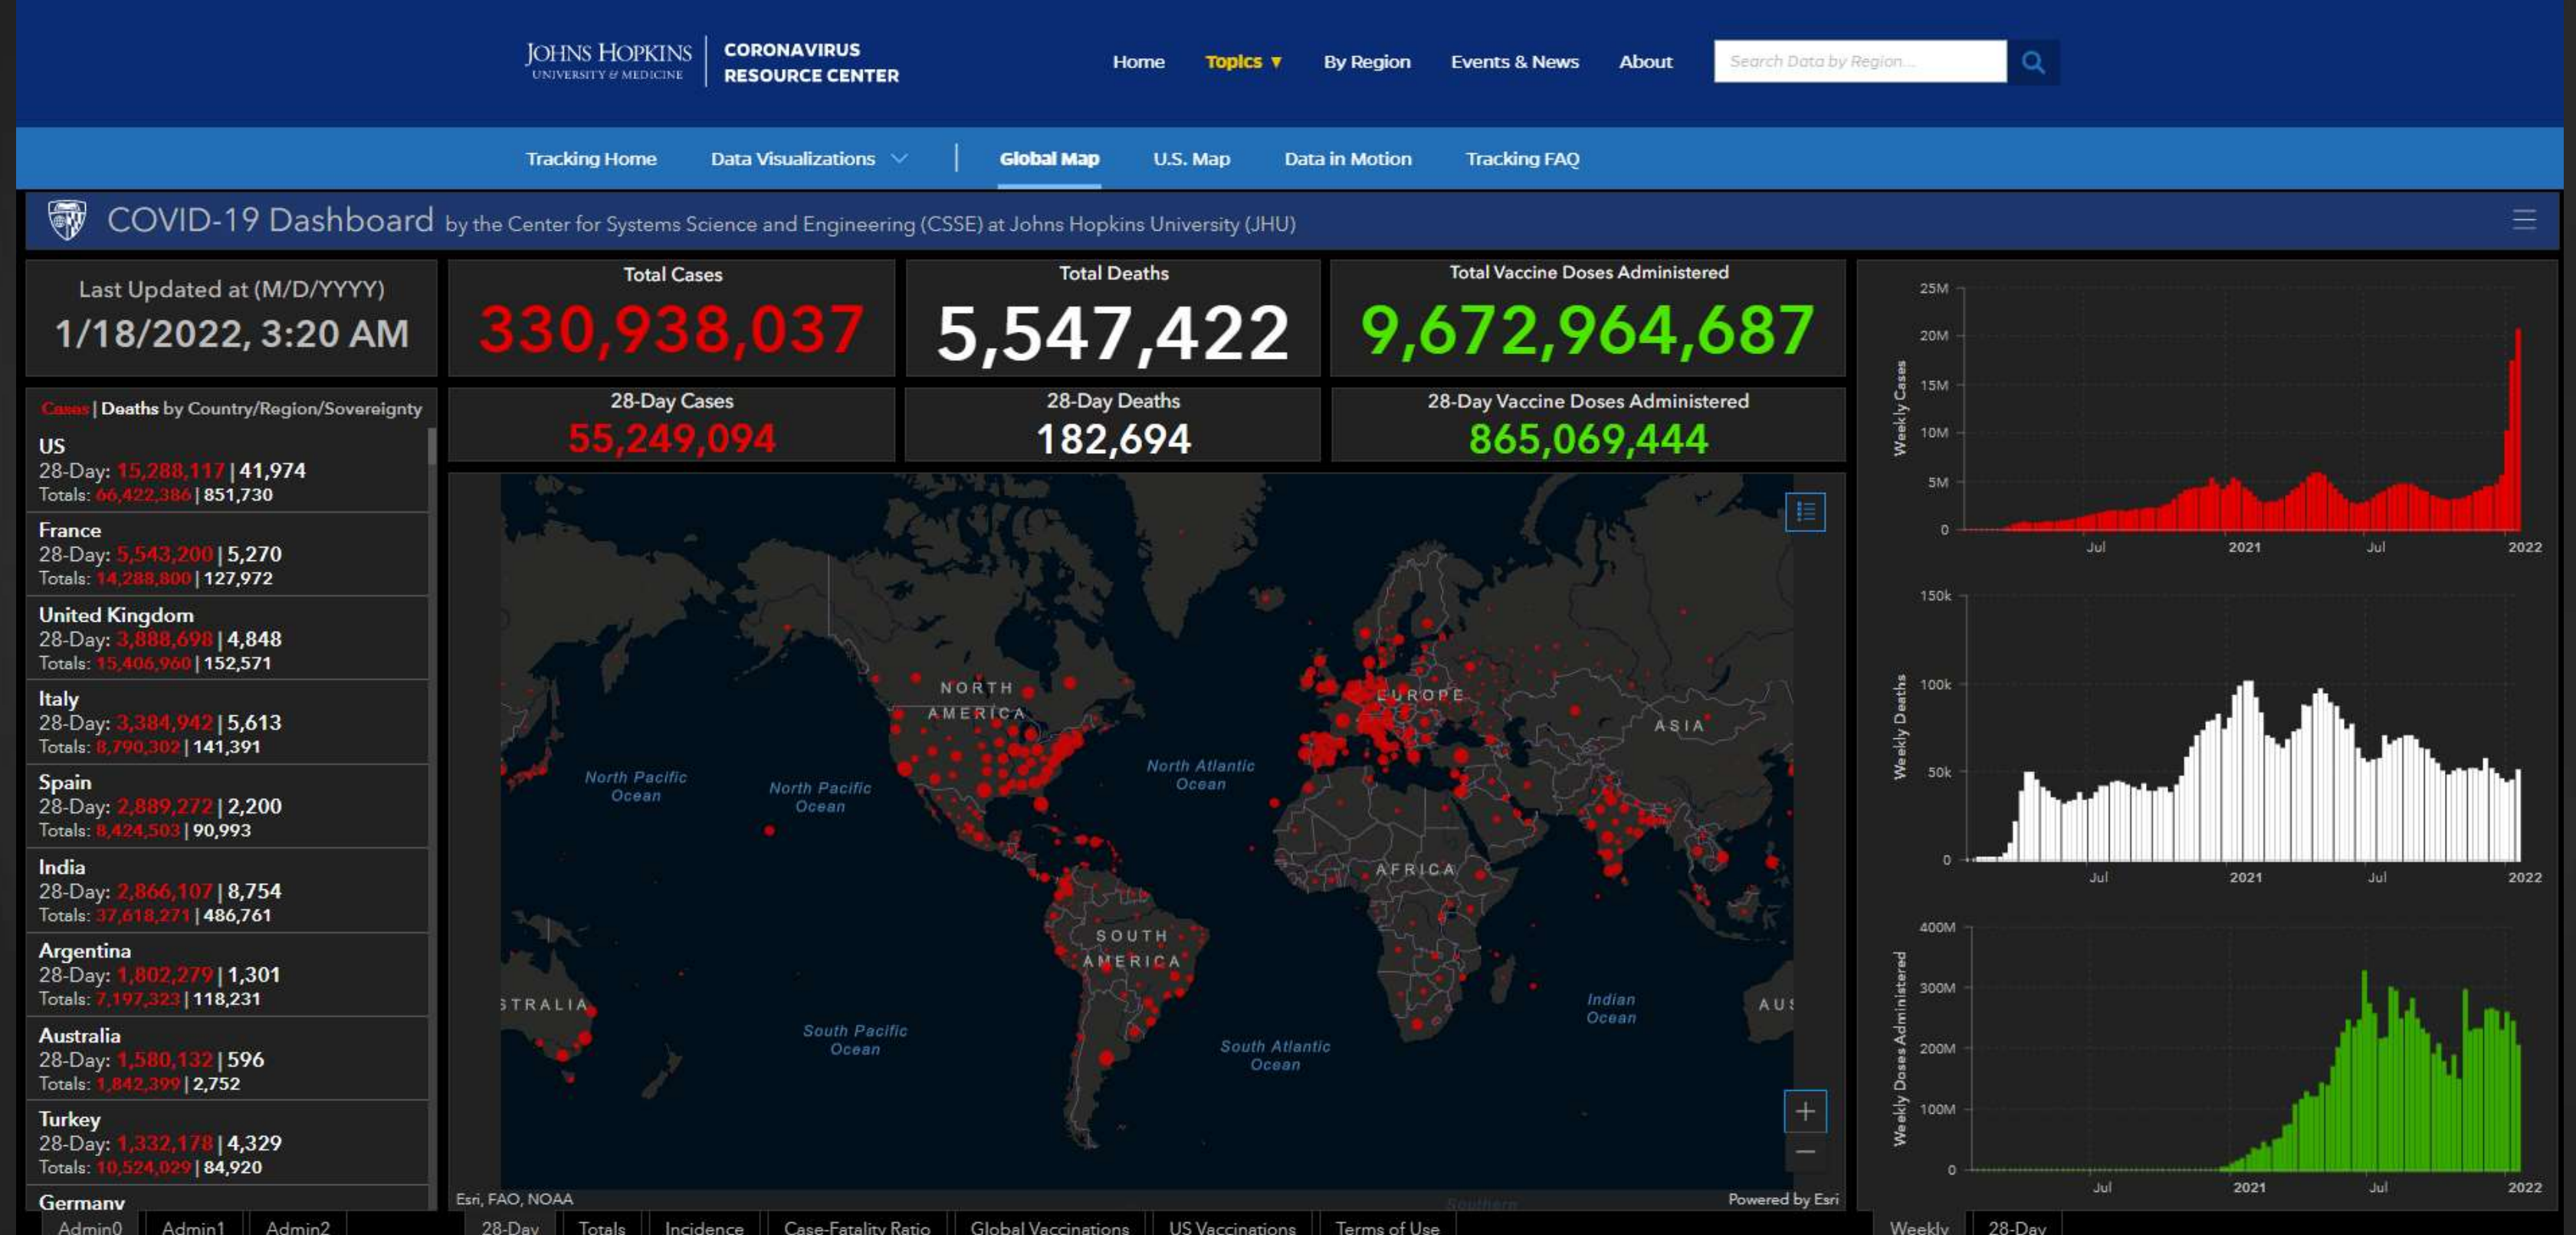 JOHNS HOPKINS
UNIVERSITY & MEDICINE
CORONAVIRUS
RESOURCE CENTER
Home Topics ▼ By Region Events & News About Search Data by Region...
Tracking Home Data Visualizations Global Map U.S. Map Data in Motion Tracking FAQ
COVID-19 Dashboard by the Center for Systems Science and Engineering (CSSE) at Johns Hopkins University (JHU)
Last Updated at (M/D/YYYY)
1/18/2022, 3:20 AM
Total Cases
330,938,037
Total Deaths
5,547,422
Total Vaccine Doses Administered
9,672,964,687
28-Day Cases
55,249,094
28-Day Deaths
182,694
28-Day Vaccine Doses Administered
865,069,444
Cases | Deaths by Country/Region/Sovereignty
US
28-Day: 15,288,117 | 41,974
Totals: 66,422,386 | 851,730
France
28-Day: 5,543,200 | 5,270
Totals: 14,288,800 | 127,972
United Kingdom
28-Day: 3,888,698 | 4,848
Totals: 15,406,960 | 152,571
Italy
28-Day: 3,384,942 | 5,613
Totals: 8,790,302 | 141,391
Spain
28-Day: 2,889,272 | 2,200
Totals: 8,424,503 | 90,993
India
28-Day: 2,866,107 | 8,754
Totals: 37,618,271 | 486,761
Argentina
28-Day: 1,802,279 | 1,301
Totals: 7,197,323 | 118,231
Australia
28-Day: 1,580,132 | 596
Totals: 1,842,399 | 2,752
Turkey
28-Day: 1,332,178 | 4,329
Totals: 10,524,029 | 84,920
Germany
Admin0 Admin1 Admin2
NORTH
AMERICA
EUROPE
ASIA
North Pacific
Ocean
North Pacific
Ocean
North Atlantic
Ocean
AFRICA
SOUTH
AMERICA
STRALIA
South Pacific
Ocean
South Atlantic
Ocean
Indian
Ocean
AUS
Southern
Esri, FAO, NOAA
Powered by Esri
28-Day Totals Incidence Case-Fatality Ratio Global Vaccinations US Vaccinations Terms of Use
Weekly Cases
25M
20M
15M
10M
5M
0
Jul 2021 Jul 2022
Weekly Deaths
150k
100k
50k
0
Jul 2021 Jul 2022
Weekly Doses Administered
400M
300M
200M
100M
0
Jul 2021 Jul 2022
Weekly 28-Day